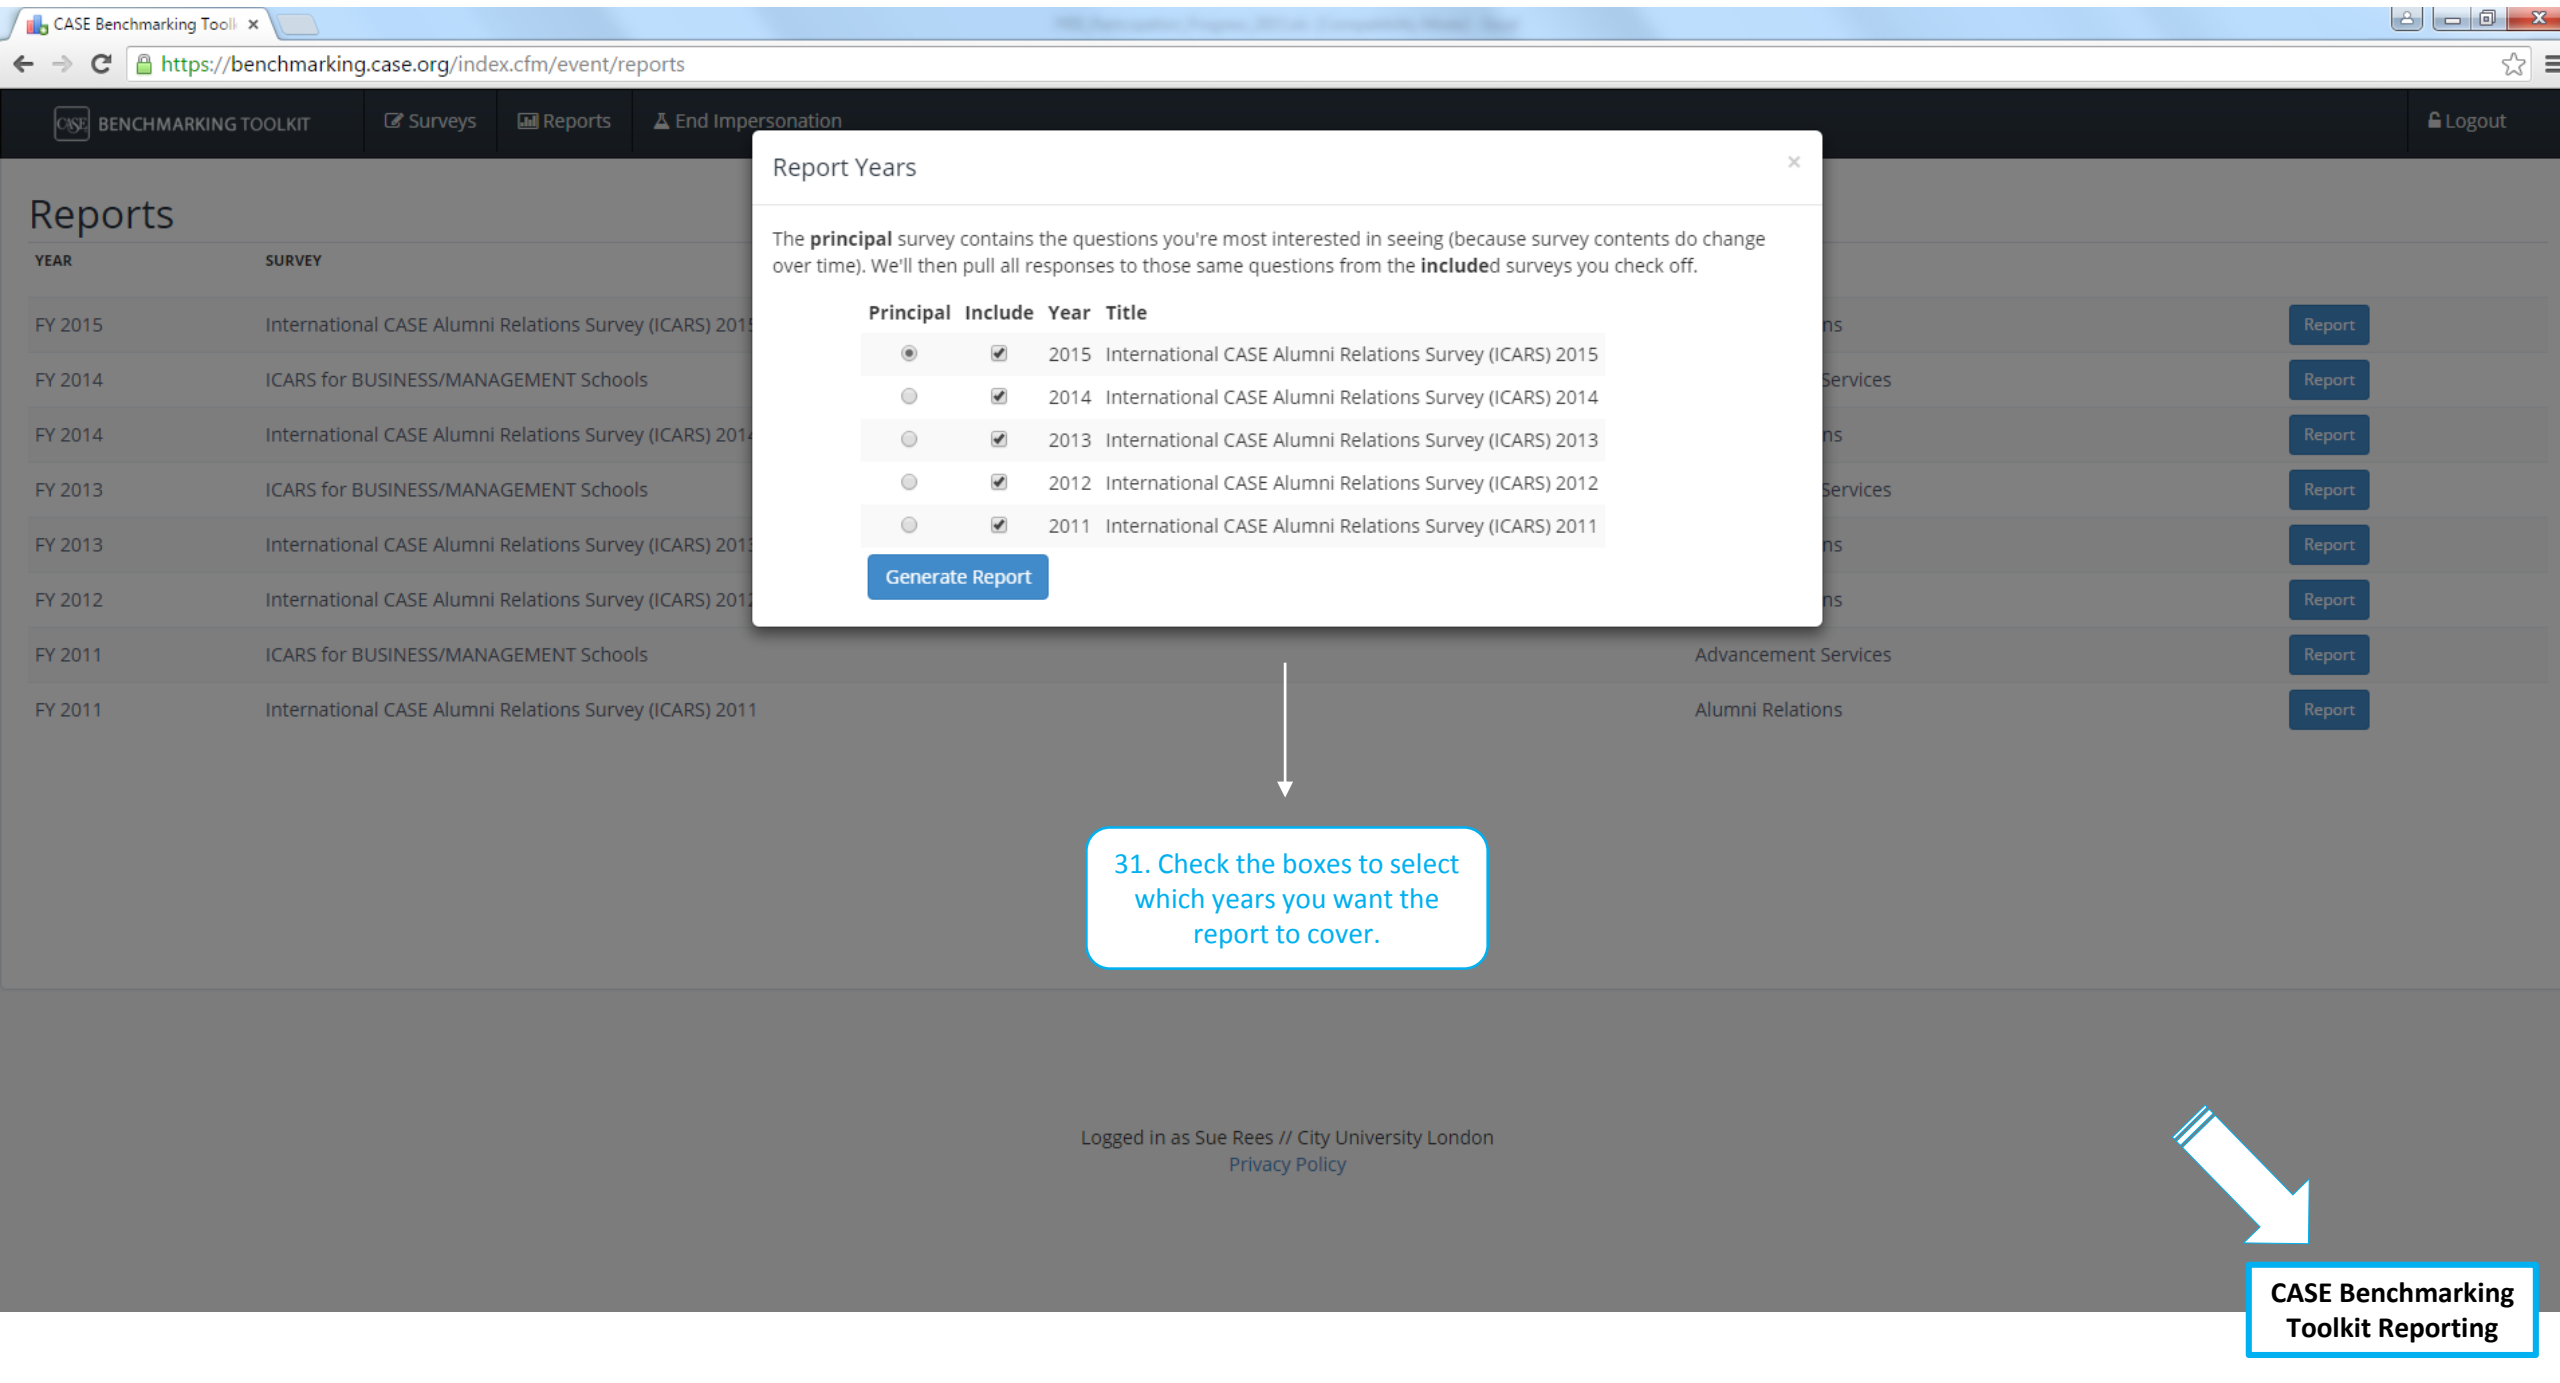 CASE Benchmarking Tool
https://benchmarking.case.org/index.cfm/event/reports
CASE BENCHMARKING TOOLKIT Surveys Reports End Impersonation Logout
Report Years ×
Reports
The principal survey contains the questions you're most interested in seeing (because survey contents do change
over time). We'll then pull all responses to those same questions from the included surveys you check off.
YEAR SURVEY
Principal Include Year Title
FY 2015 International CASE Alumni Relations Survey (ICARS) 2015 ns Report
2015 International CASE Alumni Relations Survey (ICARS) 2015
FY 2014 ICARS for BUSINESS/MANAGEMENT Schools Services Report
2014 International CASE Alumni Relations Survey (ICARS) 2014
FY 2014 International CASE Alumni Relations Survey (ICARS) 2014 ns Report
2013 International CASE Alumni Relations Survey (ICARS) 2013
FY 2013 ICARS for BUSINESS/MANAGEMENT Schools Services Report
2012 International CASE Alumni Relations Survey (ICARS) 2012
FY 2013 International CASE Alumni Relations Survey (ICARS) 2013 ns Report
2011 International CASE Alumni Relations Survey (ICARS) 2011
Generate Report
FY 2012 International CASE Alumni Relations Survey (ICARS) 2012 ns Report
FY 2011 ICARS for BUSINESS/MANAGEMENT Schools Advancement Services Report
FY 2011 International CASE Alumni Relations Survey (ICARS) 2011 Alumni Relations Report
31. Check the boxes to select
which years you want the
report to cover.
Logged in as Sue Rees // City University London
Privacy Policy
CASE Benchmarking
Toolkit Reporting